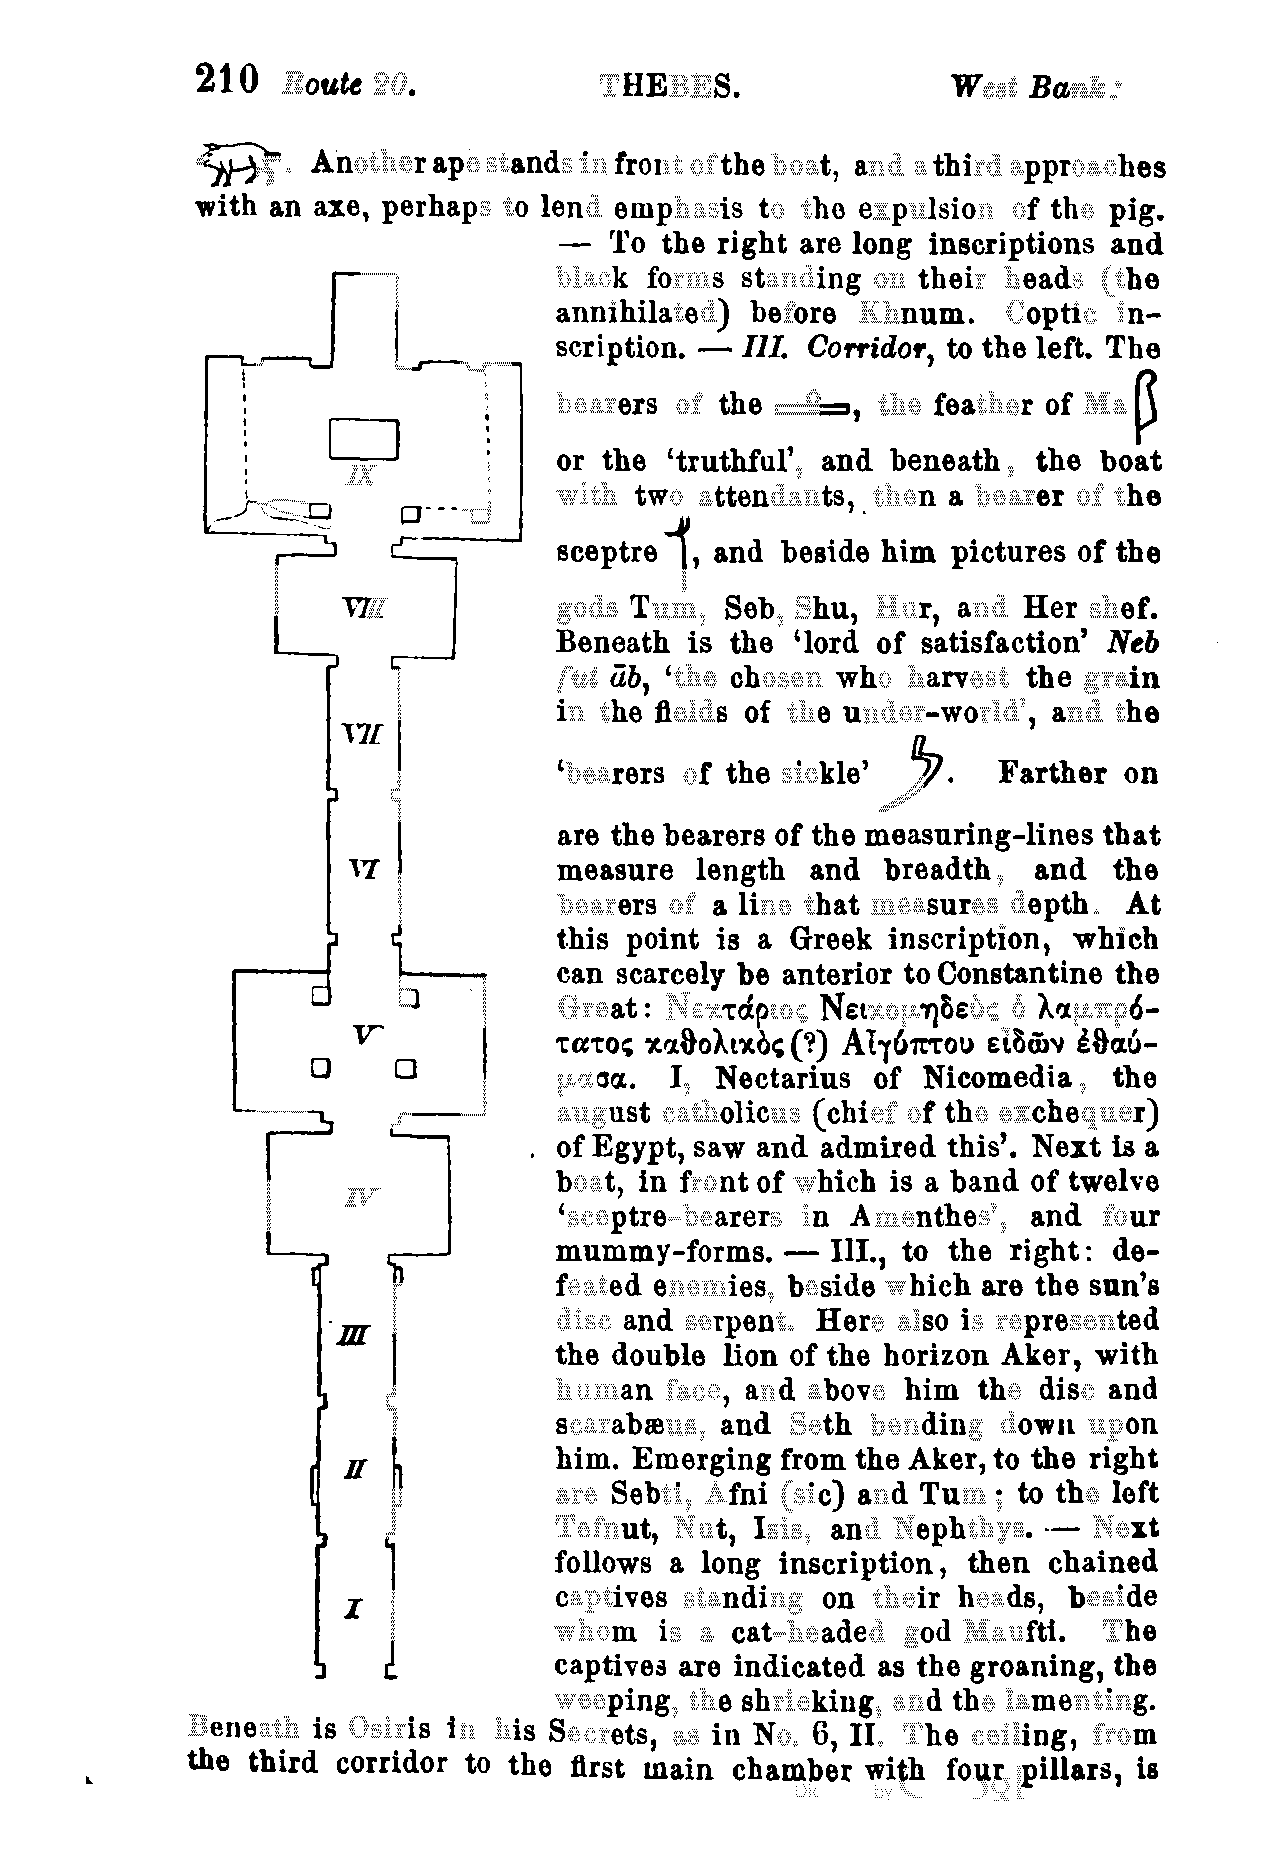 210 Route 20. THEBES. West Bank:
. Another ape stands in front of the boat, and a third approaches
with an axe, perhaps to lend emphasis to the expulsion of the pig.
— To the right are long inscriptions and
black forms standing on their heads (the
annihilated) before Khnum. Coptic in-
scription. — III. Corridor, to the left. The
bearers of the , the feather of Ma
or the ‘truthful’, and beneath, the boat
with two attendants, then a bearer of the
sceptre , and beside him pictures of the
gods Tum, Seb, Shu, Hor, and Her shef.
Beneath is the ‘lord of satisfaction’ Neb
fut āb, ‘the chosen who harvest the grain
in the fields of the under-world’, and the
‘bearers of the sickle’ . Farther on
are the bearers of the measuring-lines that
measure length and breadth, and the
bearers of a line that measures depth. At
this point is a Greek inscription, which
can scarcely be anterior to Constantine the
Great: Νεκτάριος Νεικομηδεὺς ὁ λαμπρό-
τατος καθολικὸς (?) Αἰγύπτου εἰδῶν ἐθαύ-
μασα. I, Nectarius of Nicomedia, the
august catholicus (chief of the exchequer)
of Egypt, saw and admired this’. Next is a
boat, in front of which is a band of twelve
‘sceptre-bearers in Amenthes’, and four
mummy-forms. — III., to the right: de-
feated enemies, beside which are the sun's
disc and serpent. Here also is represented
the double lion of the horizon Aker, with
human face, and above him the disc and
scarabæus, and Seth bending down upon
him. Emerging from the Aker, to the right
are Sebti, Afni (sic) and Tum; to the left
Tefnut, Nut, Isis, and Nephthys. — Next
follows a long inscription, then chained
captives standing on their heads, beside
whom is a cat-headed god Maufti. The
captives are indicated as the groaning, the
weeping, the shrieking, and the lamenting.
Beneath is Osiris in his Secrets, as in No. 6, II. The ceiling, from
the third corridor to the first main chamber with four pillars, is
IX
VIII
VII
VI
V
IV
III
II
I